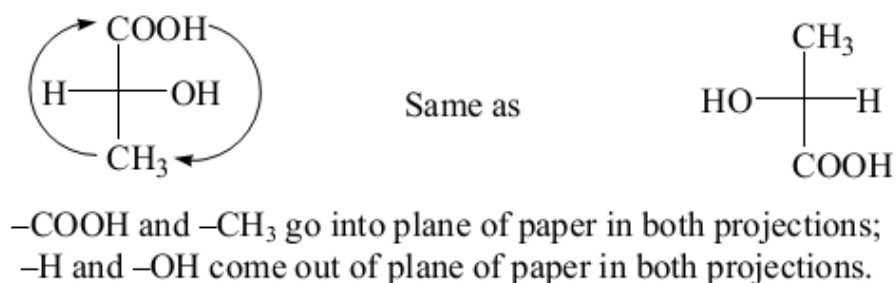 COOH
CH₃
H OH
Same as
HO H
CH₃
COOH
–COOH and –CH₃ go into plane of paper in both projections;
–H and –OH come out of plane of paper in both projections.